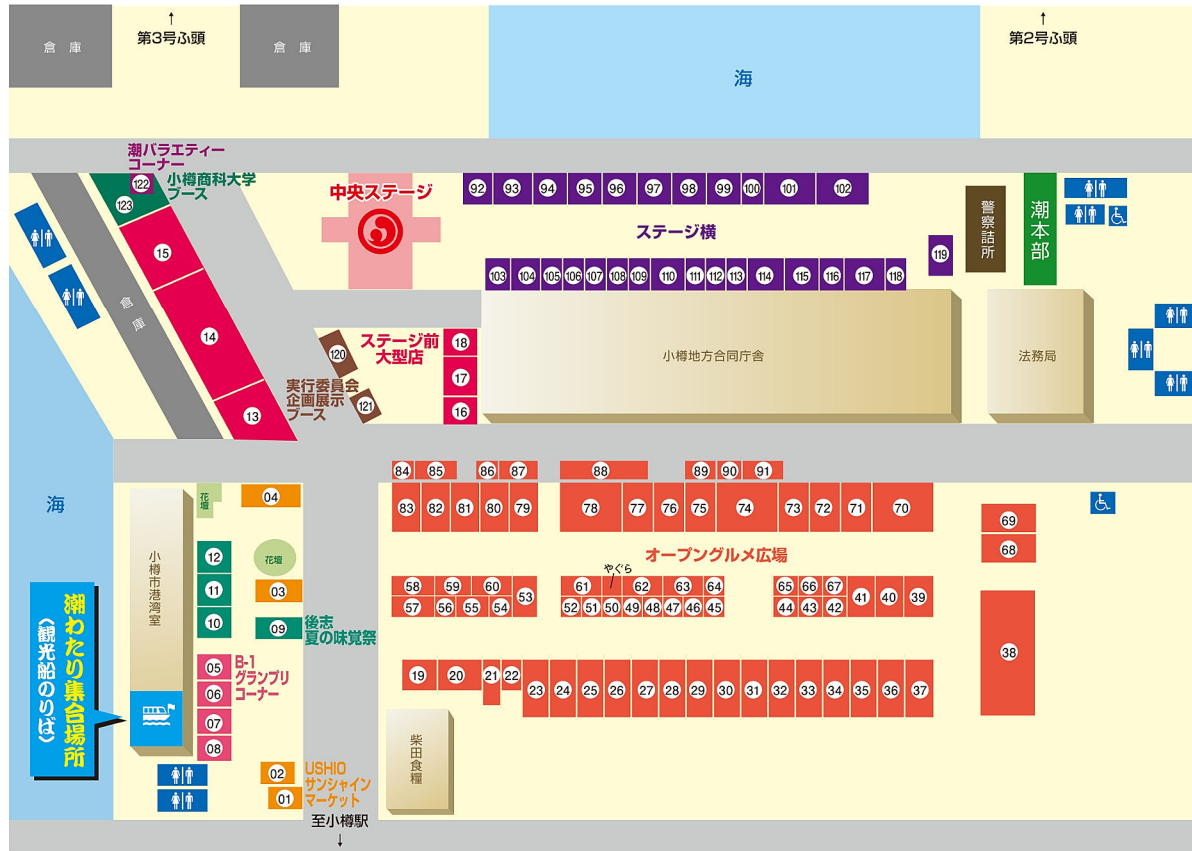 ↑
第3号ふ頭
↑
第2号ふ頭
倉 庫
倉 庫
海
潮バラエティー
コーナー
122
小樽商科大学
ブース
123
中央ステージ
92 93 94 95 96 97 98 99 100 101 102
ステージ横
警察詰所
潮本部
119
15
倉庫
103 104 105 106 107 108 109 110 111 112 113 114 115 116 117 118
14
120
ステージ前
大型店
18
17
16
小樽地方合同庁舎
法務局
実行委員会
企画展示
ブース
121
13
84 85 86 87 88 89 90 91
海
花壇
04
83 82 81 80 79 78 77 76 75 74 73 72 71 70
69
68
小樽市港湾室
12
11
10
花壇
03
09
後志
夏の味覚祭
オープングルメ広場
やぐら
58 59 60 53 61 62 63 64 65 66 67 41 40 39
57 56 55 54 52 51 50 49 48 47 46 45 44 43 42
38
潮わたり集合場所
〈観光船のりば〉
05
06
07
08
B-1
グランプリ
コーナー
19 20 21 22 23 24 25 26 27 28 29 30 31 32 33 34 35 36 37
柴田食糧
02
01
USHIO
サンシャイン
マーケット
至小樽駅
↓